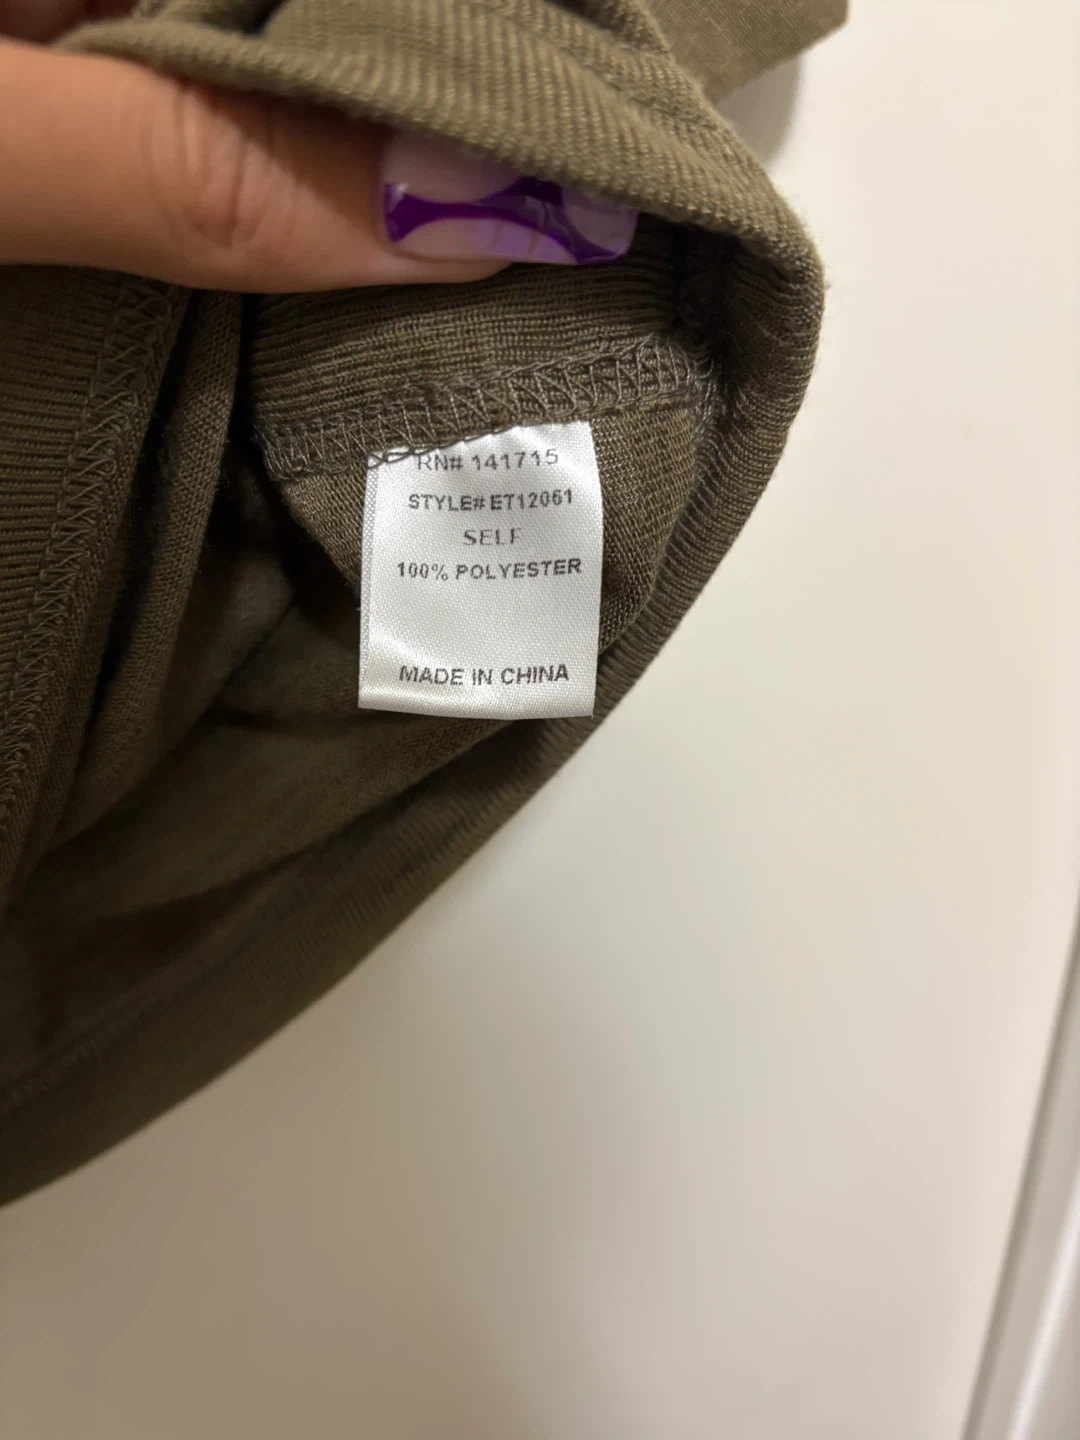 RN# 141715
STYLE# ET12061
SELF
100% POLYESTER
MADE IN CHINA